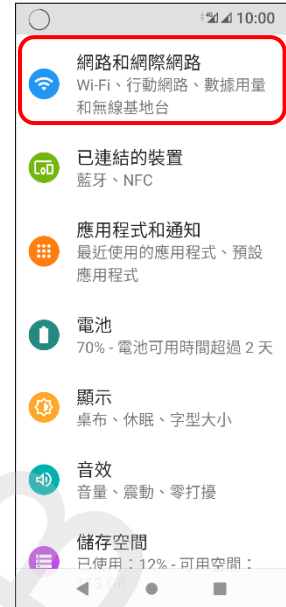 10:00
網路和網際網路
Wi-Fi、行動網路、數據用量
和無線基地台
已連結的裝置
藍牙、NFC
應用程式和通知
最近使用的應用程式、預設
應用程式
電池
70% - 電池可用時間超過 2 天
顯示
桌布、休眠、字型大小
音效
音量、震動、零打擾
儲存空間
已使用：12% - 可用空間：
GB